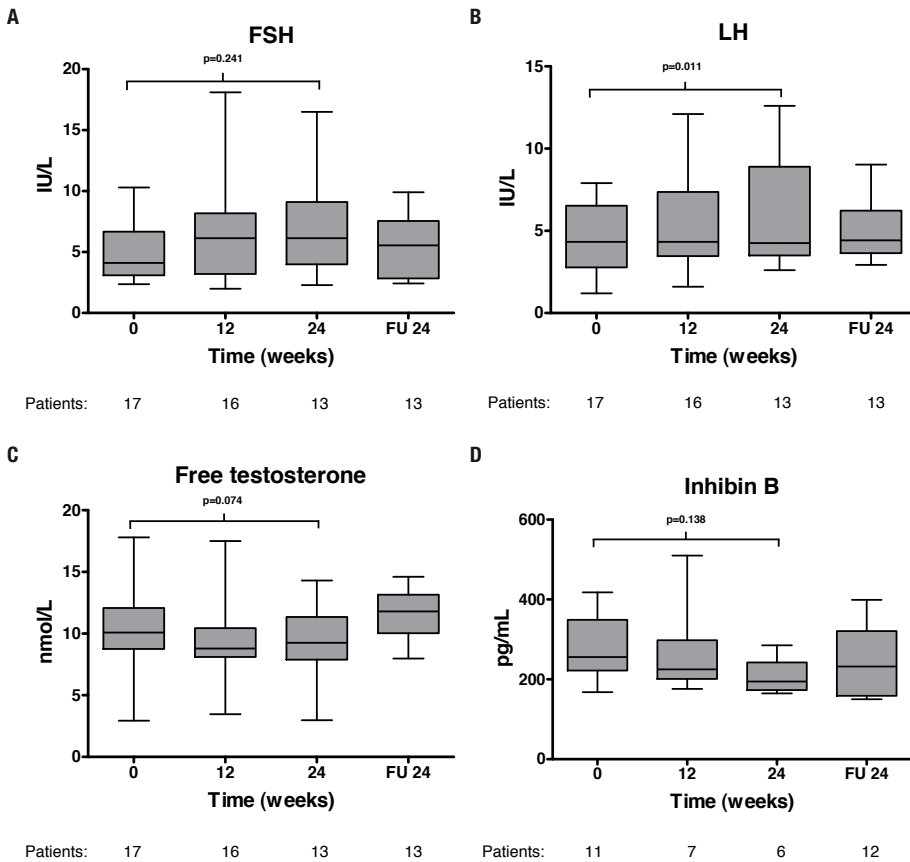 A
FSH
p=0.241
20
15
10
5
0
IU/L
0 12 24 FU 24
Time (weeks)
Patients: 17 16 13 13
B
LH
p=0.011
15
10
5
0
IU/L
0 12 24 FU 24
Time (weeks)
Patients: 17 16 13 13
C
Free testosterone
p=0.074
20
15
10
5
0
nmol/L
0 12 24 FU 24
Time (weeks)
Patients: 17 16 13 13
D
Inhibin B
p=0.138
600
400
200
0
pg/mL
0 12 24 FU 24
Time (weeks)
Patients: 11 7 6 12